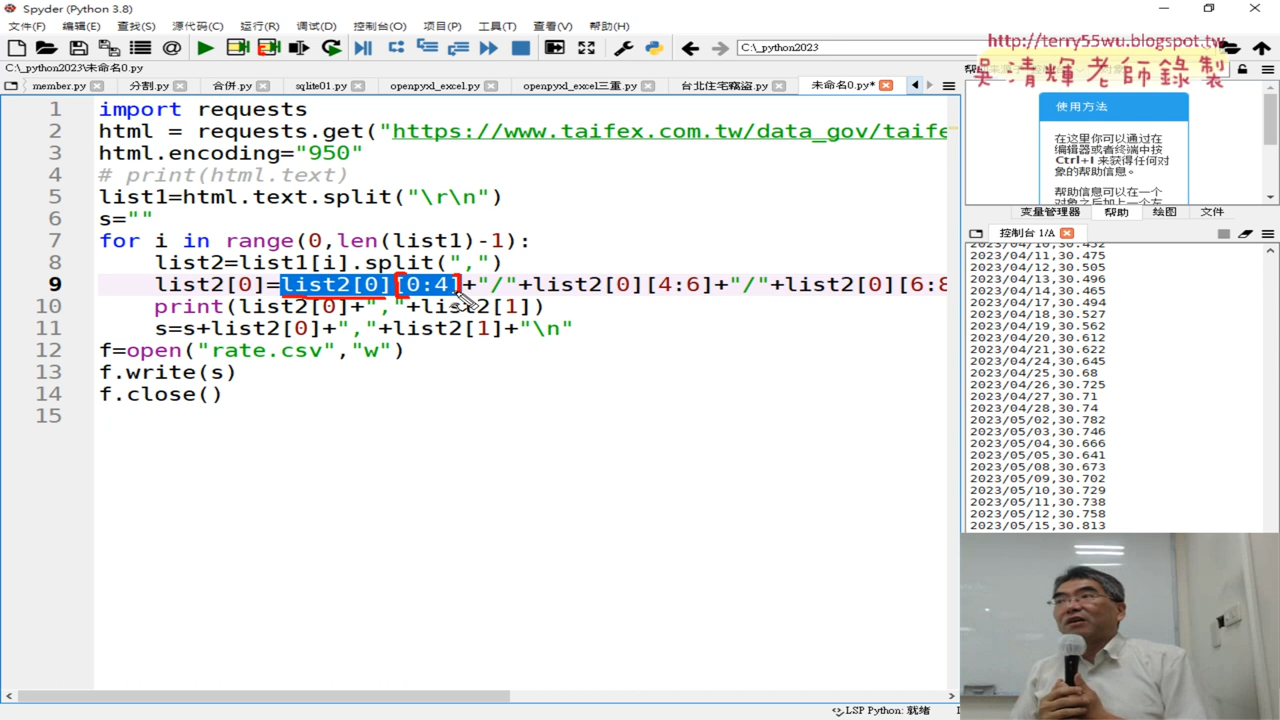 Spyder (Python 3.8)
文件(F) 编辑(E) 查找(S) 源代码(C) 运行(R) 调试(D) 控制台(O) 项目(P) 工具(T) 查看(V) 帮助(H)
C:\_python2023
http://terry55wu.blogspot.tw
吳清輝老師錄製
C:\_python2023\未命名0.py
member.py 分割.py 合併.py sqlite01.py openpyxl_excel.py openpyxl_excel三重.py 台北住宅竊盜.py 未命名0.py*
1 import requests
2 html = requests.get("https://www.taifex.com.tw/data_gov/taife
3 html.encoding="950"
4 # print(html.text)
5 list1=html.text.split("\r\n")
6 s=""
7 for i in range(0,len(list1)-1):
8 list2=list1[i].split(",")
9 list2[0]=list2[0][0:4]+"/"+list2[0][4:6]+"/"+list2[0][6:8
10 print(list2[0]+","+list2[1])
11 s=s+list2[0]+","+list2[1]+"\n"
12 f=open("rate.csv","w")
13 f.write(s)
14 f.close()
15
使用方法
在这里你可以通过在
编辑器或者终端中按
Ctrl+I 来获得任何对
象的帮助信息。
帮助信息可以在一个
对象之后加上一个左
变量管理器 帮助 绘图 文件
控制台 1/A
2023/04/10,30.452
2023/04/11,30.475
2023/04/12,30.505
2023/04/13,30.496
2023/04/14,30.465
2023/04/17,30.494
2023/04/18,30.527
2023/04/19,30.562
2023/04/20,30.612
2023/04/21,30.622
2023/04/24,30.645
2023/04/25,30.68
2023/04/26,30.725
2023/04/27,30.71
2023/04/28,30.74
2023/05/02,30.782
2023/05/03,30.746
2023/05/04,30.666
2023/05/05,30.641
2023/05/08,30.673
2023/05/09,30.702
2023/05/10,30.729
2023/05/11,30.738
2023/05/12,30.758
2023/05/15,30.813
LSP Python: 就绪